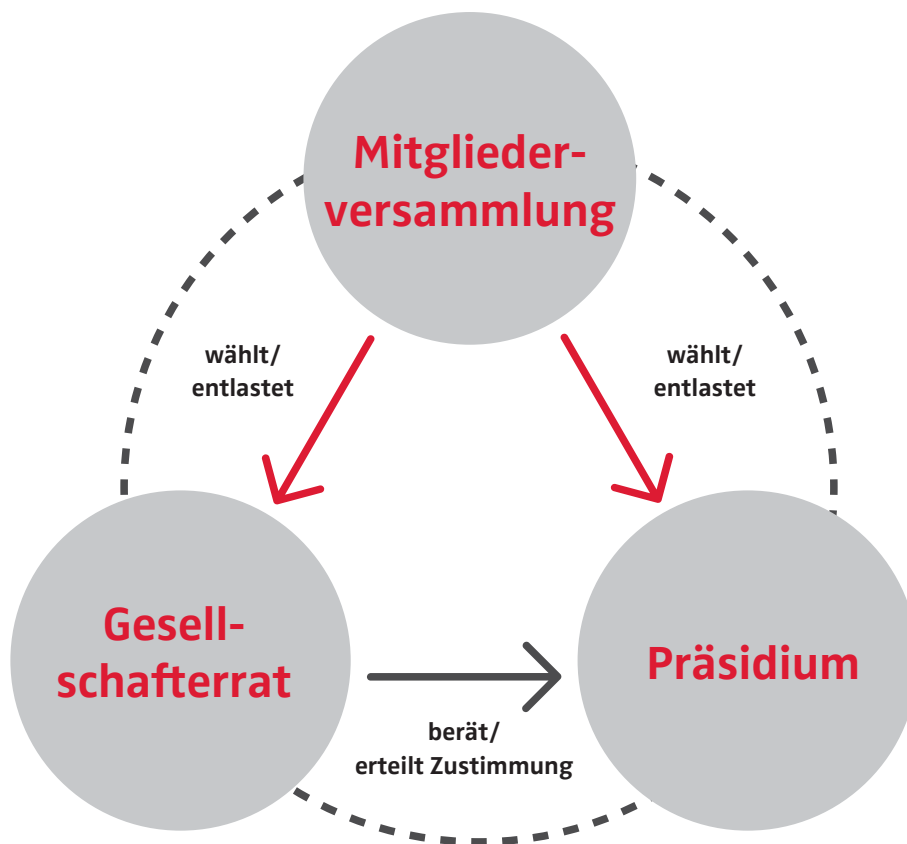 Mitglieder-
versammlung
wählt/
entlastet
wählt/
entlastet
Gesell-
schafterrat
Präsidium
berät/
erteilt Zustimmung